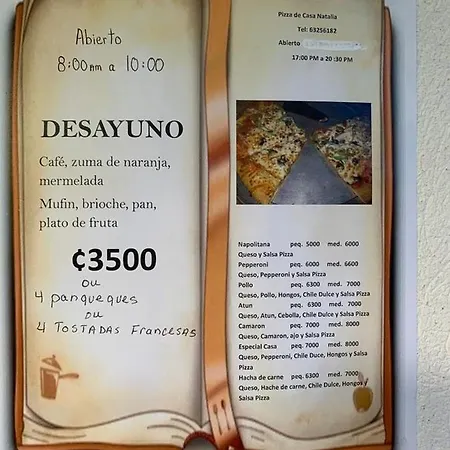 Abierto
8:00am a 10:00
DESAYUNO
Café, zuma de naranja,
mermelada
Mufin, brioche, pan,
plato de fruta
¢3500
ou
4 panqueques
ou
4 TOSTADAS Francesas
Pizza de Casa Natalia
Tel: 63256182
Abierto
17:00 PM a 20 :30 PM
Napolitana peq. 5000 med. 6000
Queso y Salsa Pizza
Pepperoni peq. 6000 med. 6600
Queso, Pepperoni y Salsa Pizza
Pollo peq. 6300 med. 7000
Queso, Pollo, Hongos, Chile Dulce y Salsa Pizza
Atun peq. 6300 med. 7000
Queso, Atun, Cebolla, Chile Dulce, y Salsa Pizza
Camaron peq. 7000 med. 8000
Queso, Camaron, ajo y Salsa Pizza
Especial Casa peq. 7000 med. 8000
Queso, Pepperoni, Chile Duce, Hongos y Salsa
Pizza
Hacha de carne peq. 6300 med. 7000
Queso, Hache de carne, Chile Dulce, Hongos y
Salsa Pizza